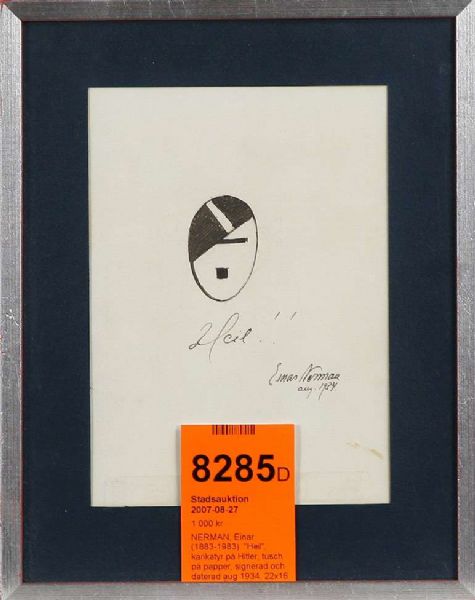 Heil!!
Einar Nerman
aug. 1934
8285D
Stadsauktion
2007-08-27
1 000 kr
NERMAN, Einar
(1883-1983). "Heil",
karikatyr på Hitler, tusch
på papper, signerad och
daterad aug 1934, 22x16